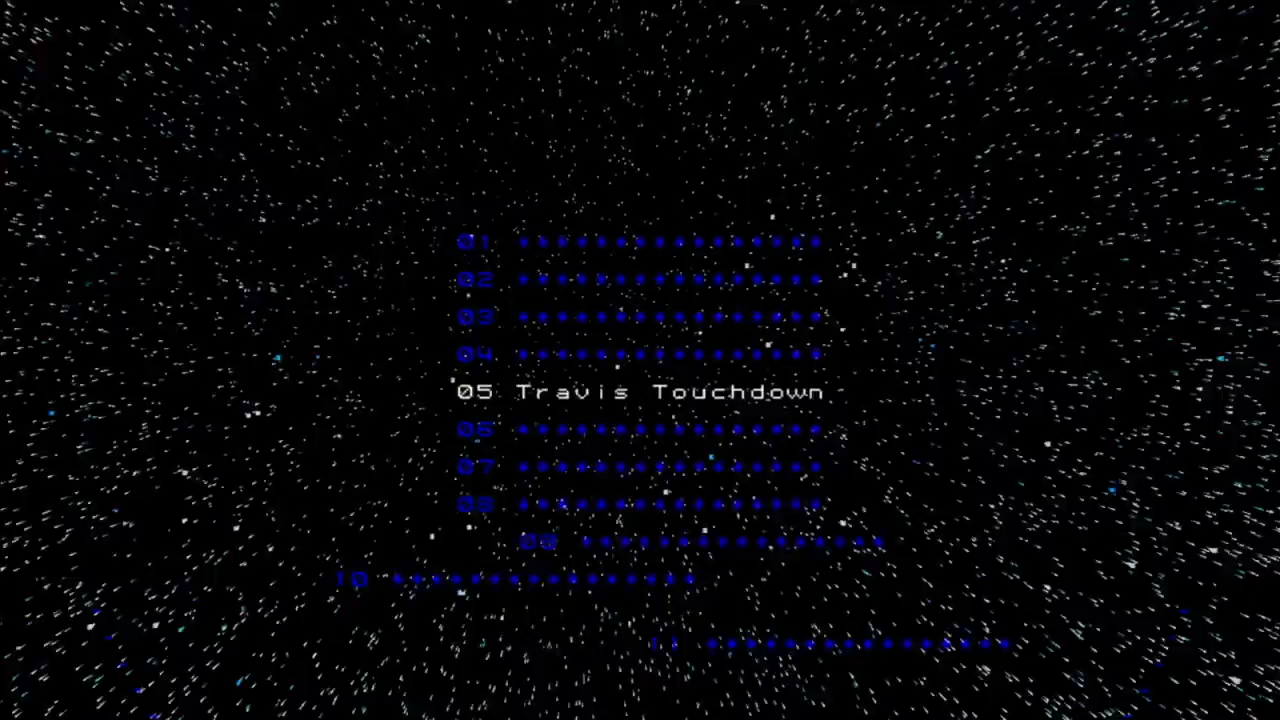 01 • • • • • • • • • • • • • • • •
02 • • • • • • • • • • • • • • • •
03 • • • • • • • • • • • • • • • •
04 • • • • • • • • • • • • • • • •
05 Travis Touchdown
06 • • • • • • • • • • • • • • • •
07 • • • • • • • • • • • • • • • •
08 • • • • • • • • • • • • • • • •
09 • • • • • • • • • • • • • • • •
10 • • • • • • • • • • • • • • • •
11 • • • • • • • • • • • • • • • •